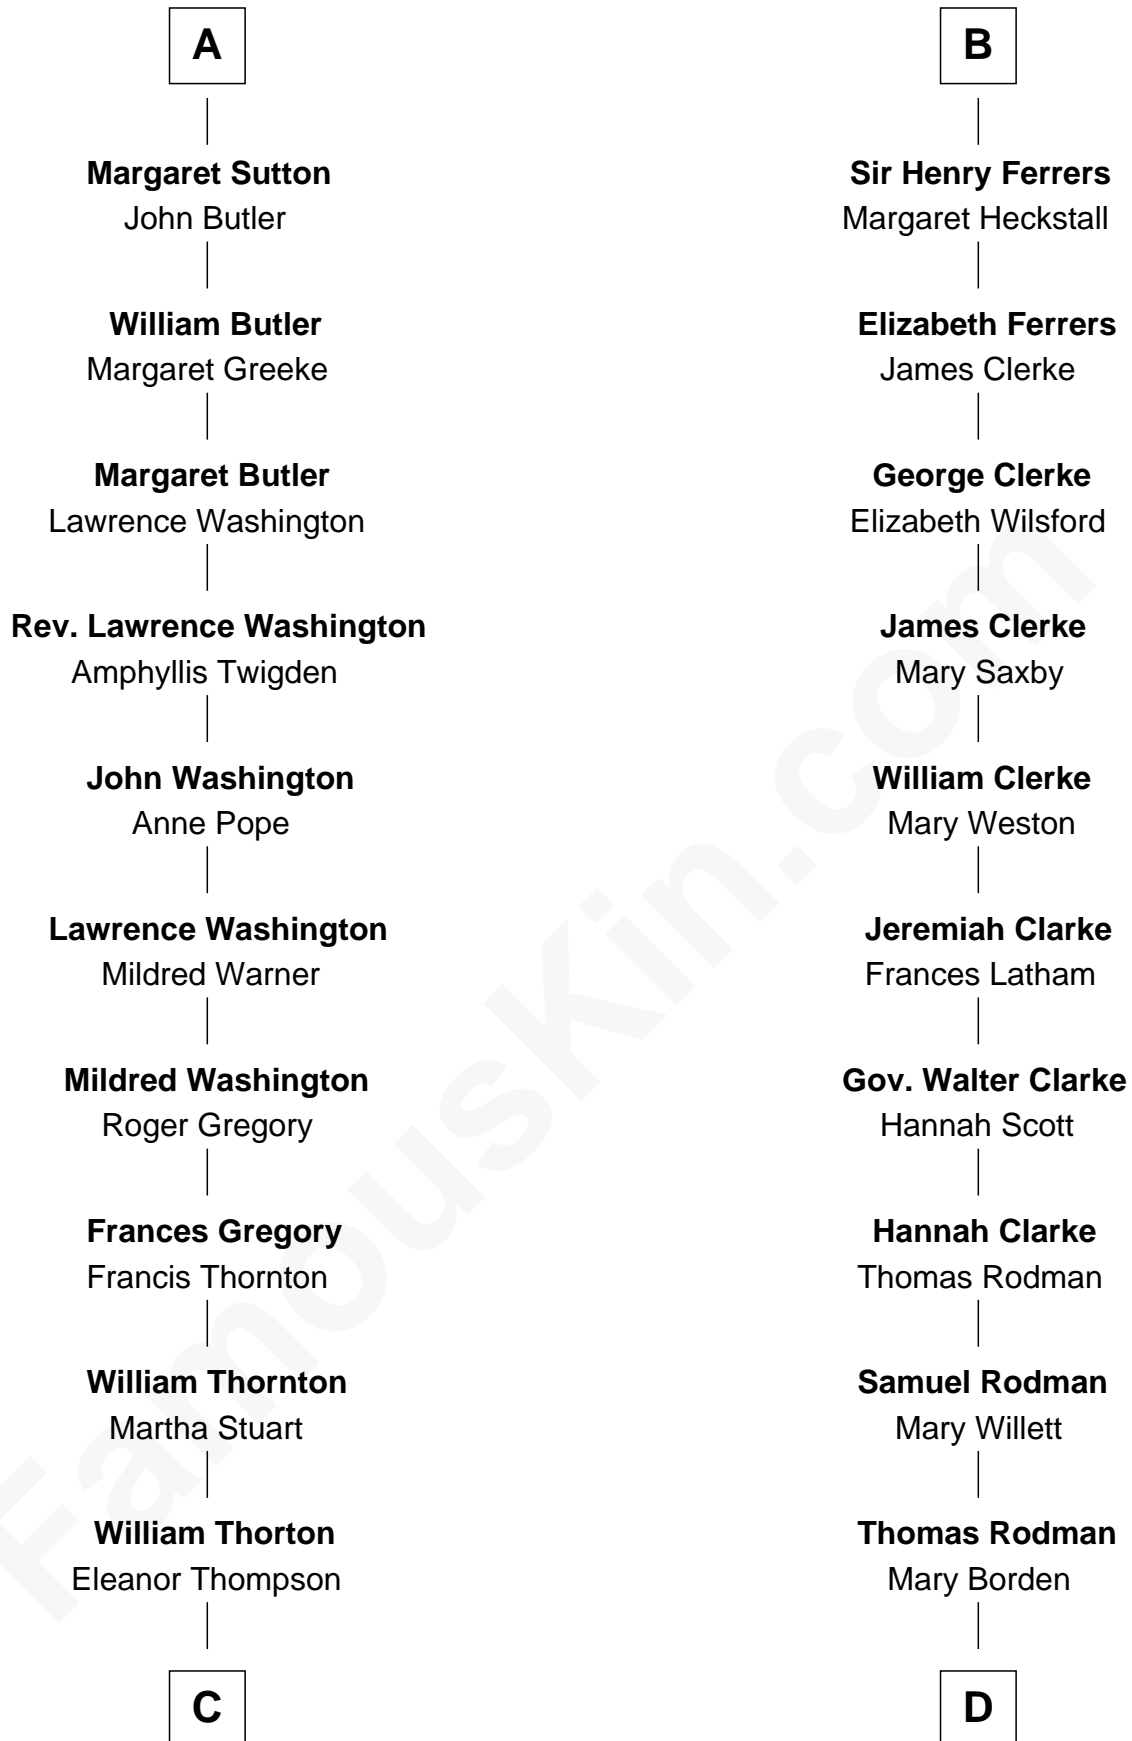 A
Margaret Sutton
John Butler
William Butler
Margaret Greeke
Margaret Butler
Lawrence Washington
Rev. Lawrence Washington
Amphyllis Twigden
John Washington
Anne Pope
Lawrence Washington
Mildred Warner
Mildred Washington
Roger Gregory
Frances Gregory
Francis Thornton
William Thornton
Martha Stuart
William Thorton
Eleanor Thompson
C
B
Sir Henry Ferrers
Margaret Heckstall
Elizabeth Ferrers
James Clerke
George Clerke
Elizabeth Wilsford
James Clerke
Mary Saxby
William Clerke
Mary Weston
Jeremiah Clarke
Frances Latham
Gov. Walter Clarke
Hannah Scott
Hannah Clarke
Thomas Rodman
Samuel Rodman
Mary Willett
Thomas Rodman
Mary Borden
D
FamousKin.com